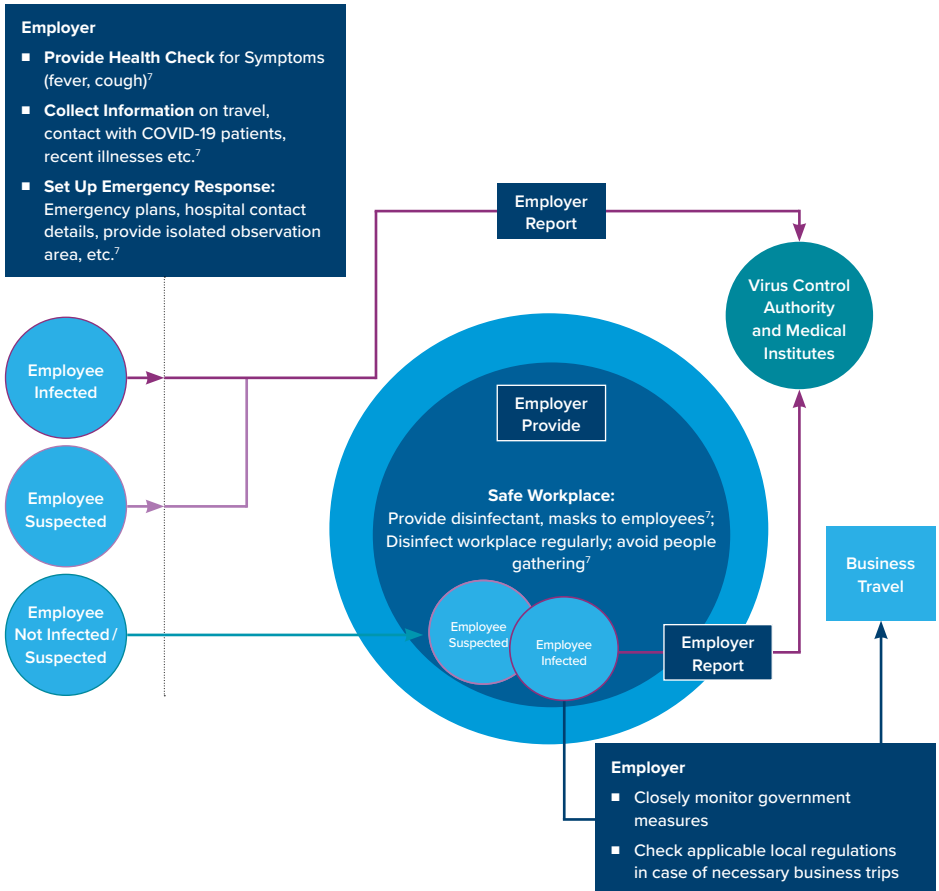 Employer
■ Provide Health Check for Symptoms
(fever, cough)⁷
■ Collect Information on travel,
contact with COVID-19 patients,
recent illnesses etc.⁷
■ Set Up Emergency Response:
Emergency plans, hospital contact
details, provide isolated observation
area, etc.⁷
Employer
Report
Virus Control
Authority
and Medical
Institutes
Employee
Infected
Employer
Provide
Employee
Suspected
Safe Workplace:
Provide disinfectant, masks to employees⁷;
Disinfect workplace regularly; avoid people
gathering⁷
Business
Travel
Employee
Not Infected/
Suspected
Employee
Suspected
Employee
Infected
Employer
Report
Employer
■ Closely monitor government
measures
■ Check applicable local regulations
in case of necessary business trips